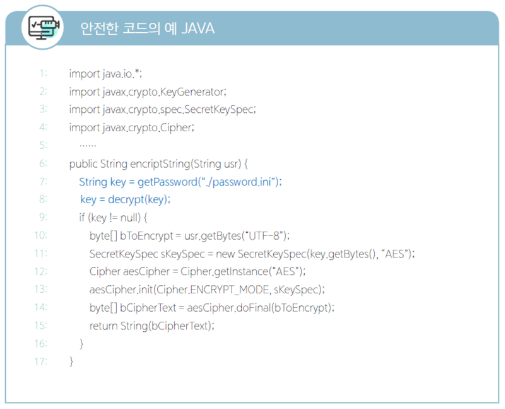 안전한 코드의 예 JAVA
1: import java.io.*;
2: import javax.crypto.KeyGenerator;
3: import javax.crypto.spec.SecretKeySpec;
4: import javax.crypto.Cipher;
5: ……
6: public String encriptString(String usr) {
7: String key = getPassword("./password.ini");
8: key = decrypt(key);
9: if (key != null) {
10: byte[] bToEncrypt = usr.getBytes("UTF-8");
11: SecretKeySpec sKeySpec = new SecretKeySpec(key.getBytes(), "AES");
12: Cipher aesCipher = Cipher.getInstance("AES");
13: aesCipher.init(Cipher.ENCRYPT_MODE, sKeySpec);
14: byte[] bCipherText = aesCipher.doFinal(bToEncrypt);
15: return String(bCipherText);
16: }
17: }